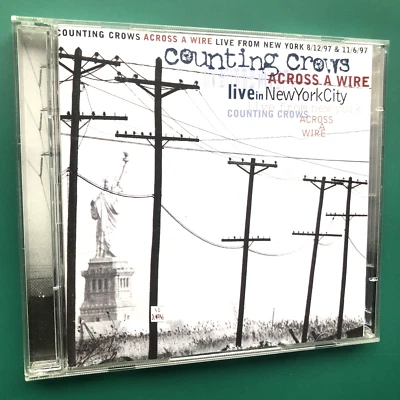 COUNTING CROWS ACROSS A WIRE LIVE FROM NEW YORK 8/12/97 & 11/6/97
counting crows
ACROSS A WIRE
live in NewYorkCity
COUNTING CROWS
ACROSS
A
WIRE